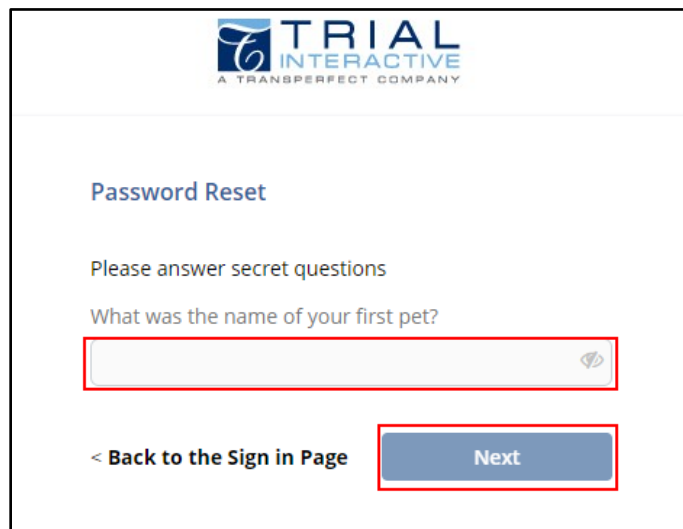 TRIAL
INTERACTIVE
A TRANSPERFECT COMPANY
Password Reset
Please answer secret questions
What was the name of your first pet?
< Back to the Sign in Page
Next